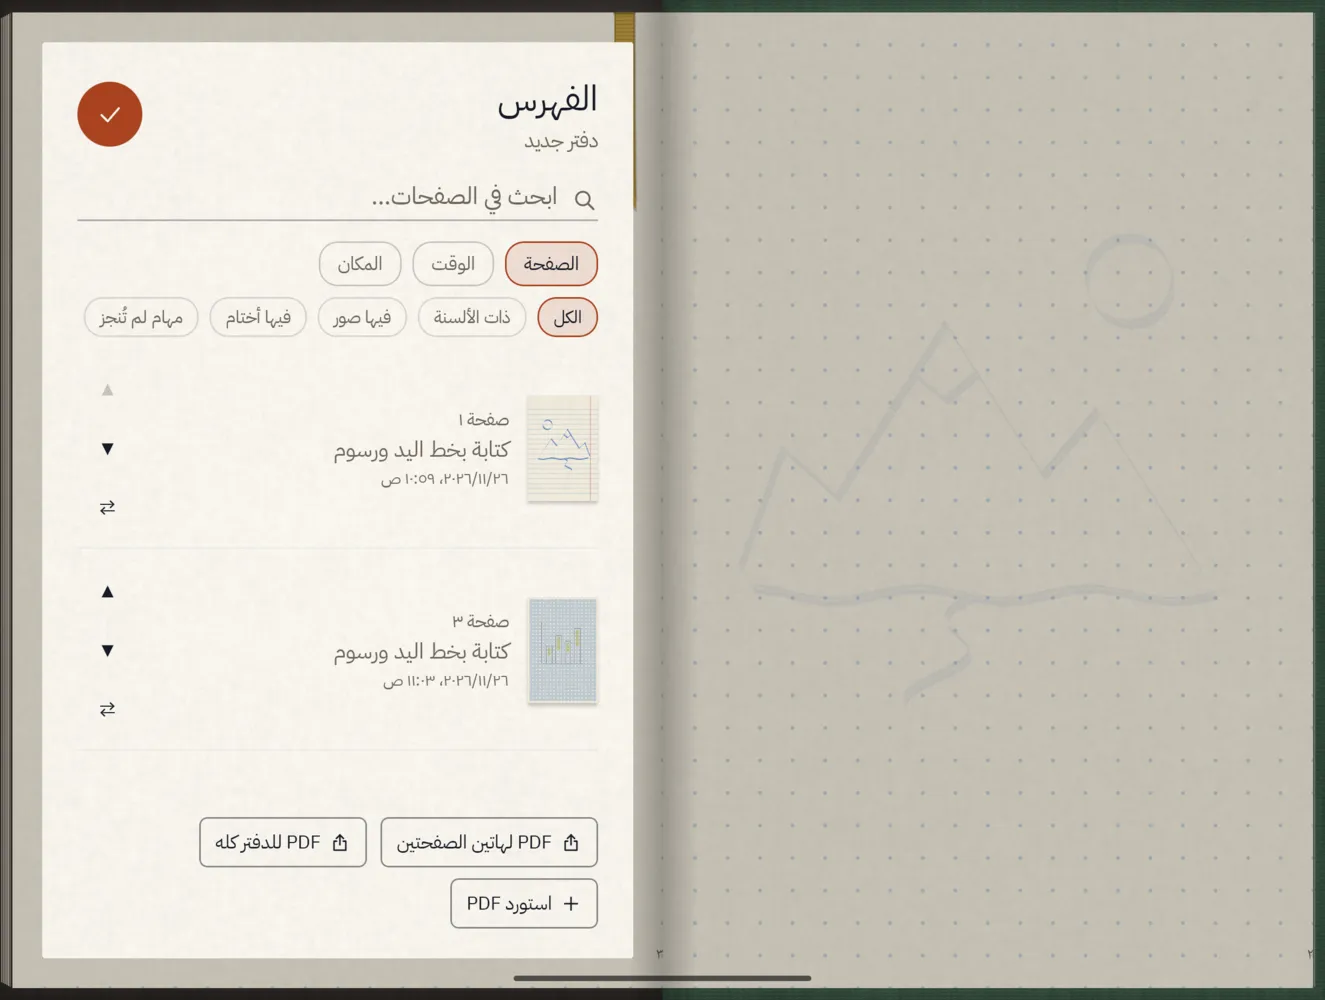 الفهرس
دفتر جديد
ابحث في الصفحات...
الصفحة
الوقت
المكان
الكل
ذات الألسنة
فيها صور
فيها أختام
مهام لم تُنجز
صفحة ١
كتابة بخط اليد ورسوم
٢٠٢٦/١١/٢٦، ١٠:٥٩ ص
صفحة ٣
كتابة بخط اليد ورسوم
٢٠٢٦/١١/٢٦، ١١:٠٣ ص
PDF لهاتين الصفحتين
PDF للدفتر كله
استورد PDF
٢
٣